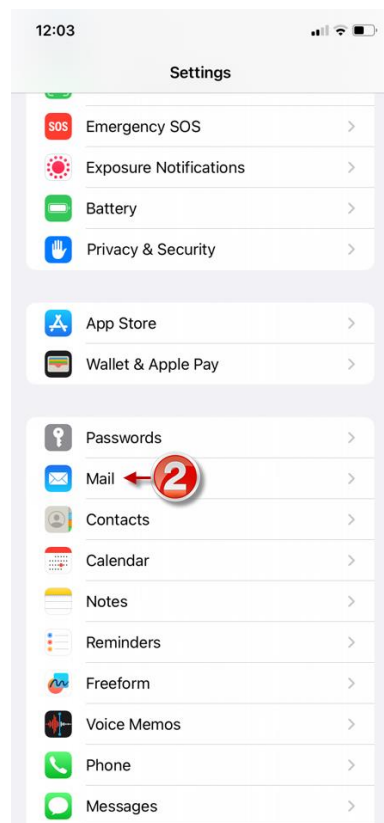 12:03
Settings
SOS Emergency SOS
Exposure Notifications
Battery
Privacy & Security
App Store
Wallet & Apple Pay
Passwords
Mail 2
Contacts
Calendar
Notes
Reminders
Freeform
Voice Memos
Phone
Messages